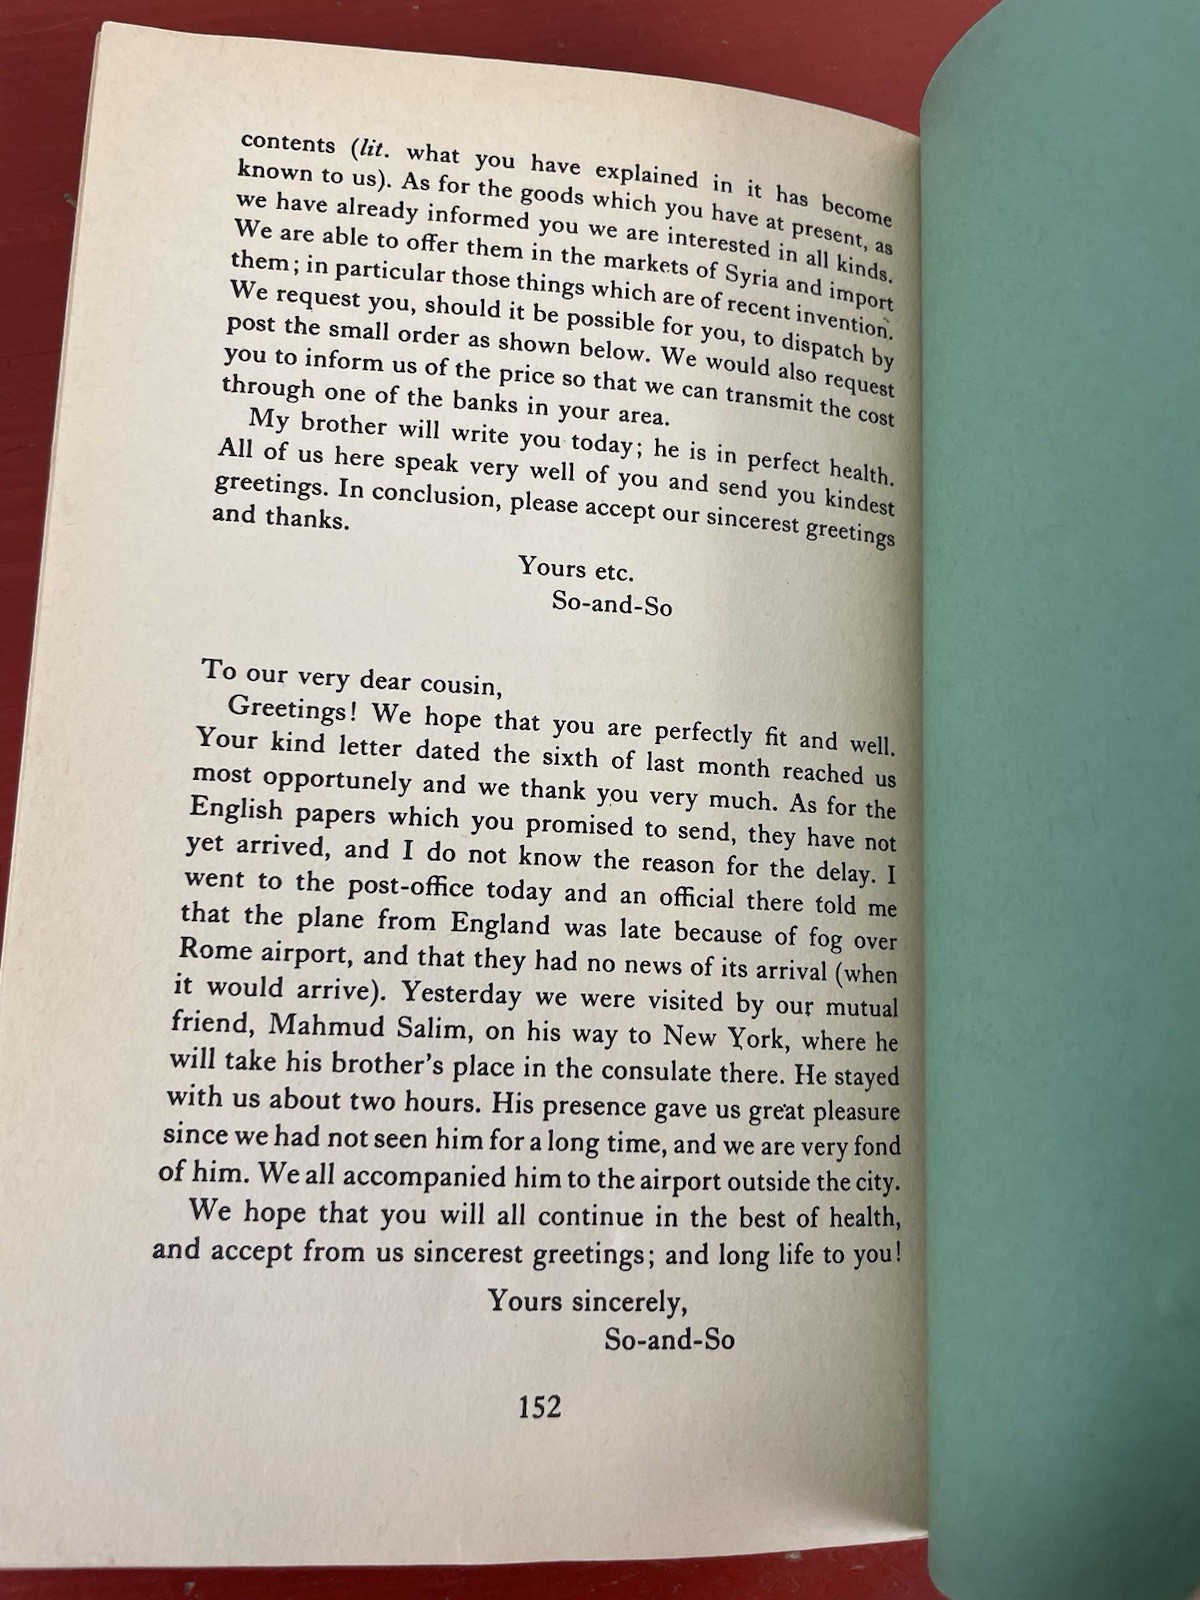 contents (lit. what you have explained in it has become
known to us). As for the goods which you have at present, as
we have already informed you we are interested in all kinds.
We are able to offer them in the markets of Syria and import
them; in particular those things which are of recent invention.
We request you, should it be possible for you, to dispatch by
post the small order as shown below. We would also request
you to inform us of the price so that we can transmit the cost
through one of the banks in your area.
My brother will write you today; he is in perfect health.
All of us here speak very well of you and send you kindest
greetings. In conclusion, please accept our sincerest greetings
and thanks.
Yours etc.
So-and-So
To our very dear cousin,
Greetings! We hope that you are perfectly fit and well.
Your kind letter dated the sixth of last month reached us
most opportunely and we thank you very much. As for the
English papers which you promised to send, they have not
yet arrived, and I do not know the reason for the delay. I
went to the post-office today and an official there told me
that the plane from England was late because of fog over
Rome airport, and that they had no news of its arrival (when
it would arrive). Yesterday we were visited by our mutual
friend, Mahmud Salim, on his way to New York, where he
will take his brother's place in the consulate there. He stayed
with us about two hours. His presence gave us great pleasure
since we had not seen him for a long time, and we are very fond
of him. We all accompanied him to the airport outside the city.
We hope that you will all continue in the best of health,
and accept from us sincerest greetings; and long life to you!
Yours sincerely,
So-and-So
152